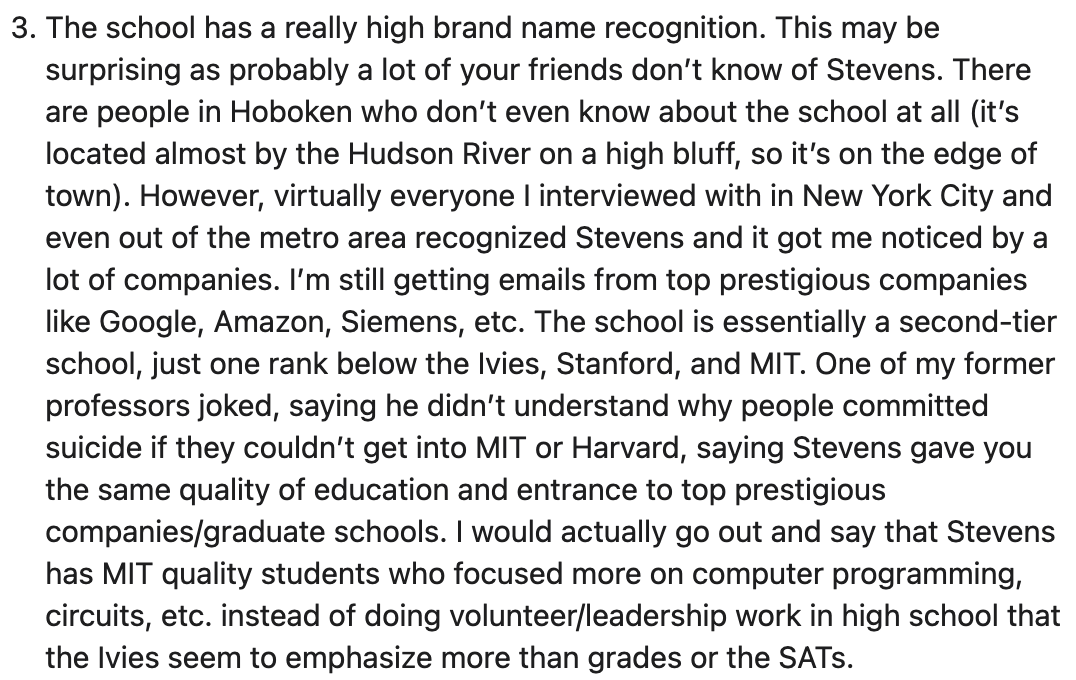 3. The school has a really high brand name recognition. This may be
surprising as probably a lot of your friends don’t know of Stevens. There
are people in Hoboken who don’t even know about the school at all (it’s
located almost by the Hudson River on a high bluff, so it’s on the edge of
town). However, virtually everyone I interviewed with in New York City and
even out of the metro area recognized Stevens and it got me noticed by a
lot of companies. I’m still getting emails from top prestigious companies
like Google, Amazon, Siemens, etc. The school is essentially a second-tier
school, just one rank below the Ivies, Stanford, and MIT. One of my former
professors joked, saying he didn’t understand why people committed
suicide if they couldn’t get into MIT or Harvard, saying Stevens gave you
the same quality of education and entrance to top prestigious
companies/graduate schools. I would actually go out and say that Stevens
has MIT quality students who focused more on computer programming,
circuits, etc. instead of doing volunteer/leadership work in high school that
the Ivies seem to emphasize more than grades or the SATs.